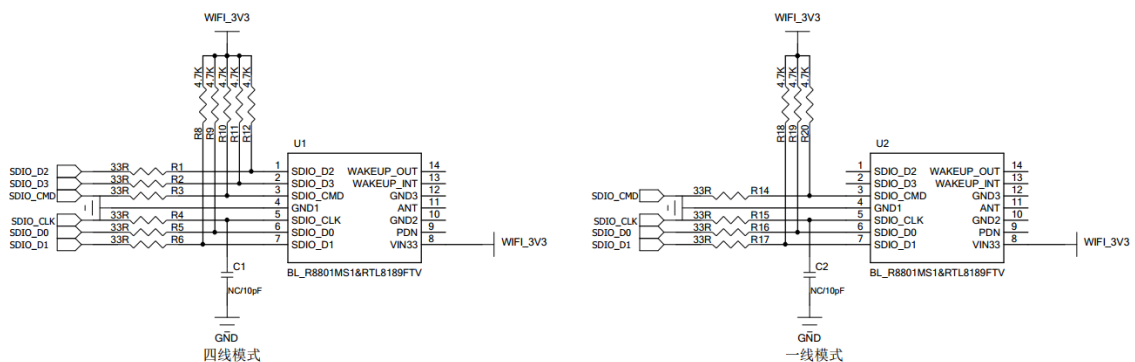 WIFI_3V3
4.7K 4.7K 4.7K 4.7K 4.7K
R8 R9 R10 R11 R12
U1
SDIO_D2 33R R1 1 SDIO_D2 WAKEUP_OUT 14
SDIO_D3 33R R2 2 SDIO_D3 WAKEUP_INT 13
SDIO_CMD 33R R3 3 SDIO_CMD GND3 12
4 GND1 ANT 11
SDIO_CLK 33R R4 5 SDIO_CLK GND2 10
SDIO_D0 33R R5 6 SDIO_D0 PDN 9
SDIO_D1 33R R6 7 SDIO_D1 VIN33 8 WIFI_3V3
C1
BL_R8801MS1&RTL8189FTV
NC/10pF
GND
四线模式
WIFI_3V3
4.7K 4.7K 4.7K
R18 R19 R20
U2
1 SDIO_D2 WAKEUP_OUT 14
2 SDIO_D3 WAKEUP_INT 13
SDIO_CMD 33R R14 3 SDIO_CMD GND3 12
4 GND1 ANT 11
SDIO_CLK 33R R15 5 SDIO_CLK GND2 10
SDIO_D0 33R R16 6 SDIO_D0 PDN 9
SDIO_D1 33R R17 7 SDIO_D1 VIN33 8 WIFI_3V3
C2
BL_R8801MS1&RTL8189FTV
NC/10pF
GND
一线模式